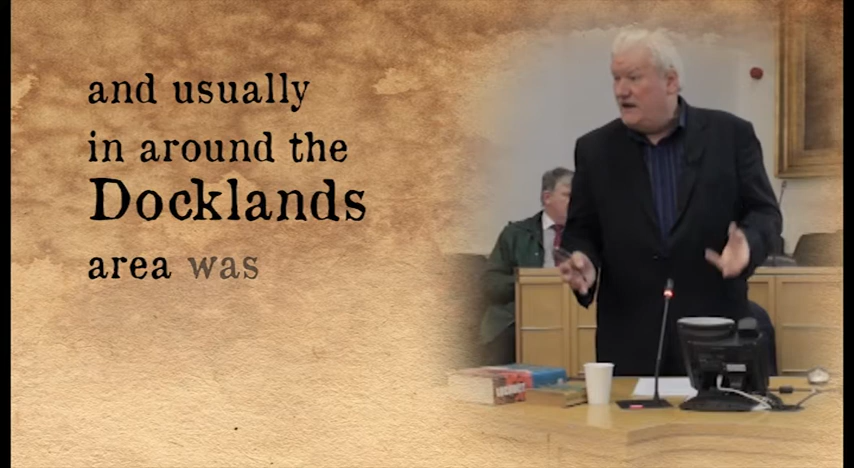 and usually
in around the
Docklands
area was